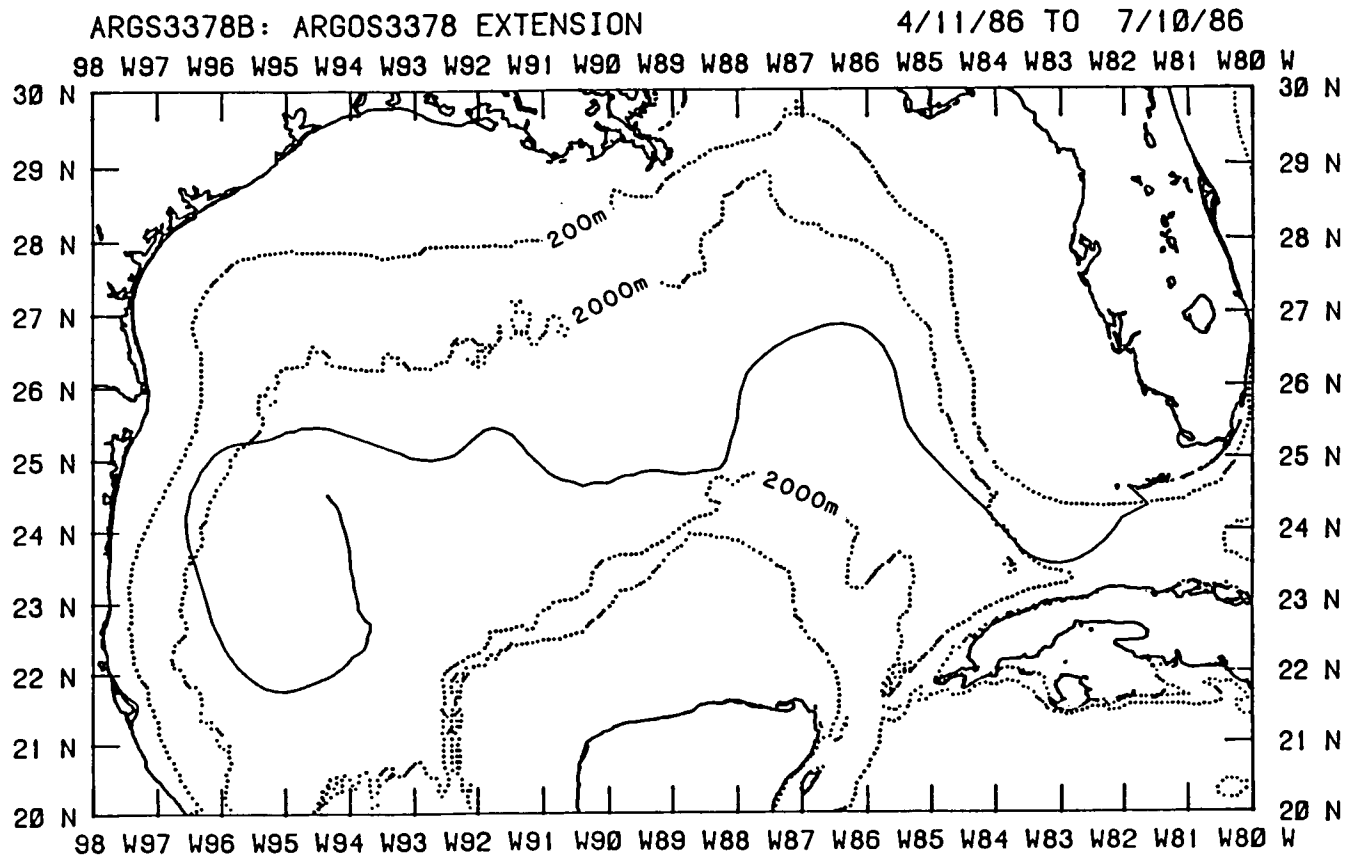 ARGS3378B: ARGOS3378 EXTENSION 4/11/86 TO 7/10/86
98 W97 W96 W95 W94 W93 W92 W91 W90 W89 W88 W87 W86 W85 W84 W83 W82 W81 W80 W
30 N 30 N
29 N 29 N
200m
28 N 28 N
2000m
27 N 27 N
26 N 26 N
25 N 25 N
2000m
24 N 24 N
23 N 23 N
22 N 22 N
21 N 21 N
20 N 20 N
98 W97 W96 W95 W94 W93 W92 W91 W90 W89 W88 W87 W86 W85 W84 W83 W82 W81 W80 W